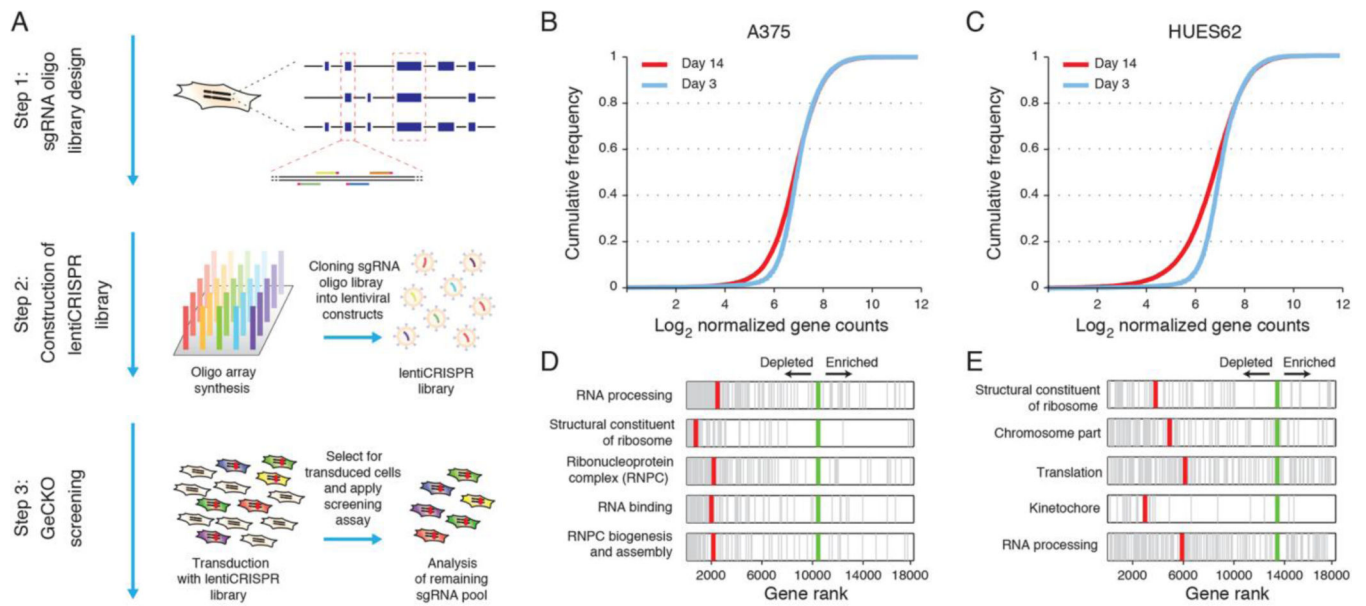 A
Step 1:
sgRNA oligo
library design
Step 2:
Construction of
lentiCRISPR
library
Oligo array
synthesis
Cloning sgRNA
oligo libray
into lentiviral
constructs
lentiCRISPR
library
Step 3:
GeCKO
screening
Transduction
with lentiCRISPR
library
Select for
transduced cells
and apply
screening
assay
Analysis
of remaining
sgRNA pool
B
A375
Day 14
Day 3
Cumulative frequency
1
0.8
0.6
0.4
0.2
0
2 4 6 8 10 12
Log2 normalized gene counts
C
HUES62
Day 14
Day 3
Cumulative frequency
1
0.8
0.6
0.4
0.2
0
2 4 6 8 10 12
Log2 normalized gene counts
D
Depleted Enriched
RNA processing
Structural constituent
of ribosome
Ribonucleoprotein
complex (RNPC)
RNA binding
RNPC biogenesis
and assembly
2000 6000 10000 14000 18000
Gene rank
E
Depleted Enriched
Structural constituent
of ribosome
Chromosome part
Translation
Kinetochore
RNA processing
2000 6000 10000 14000 18000
Gene rank